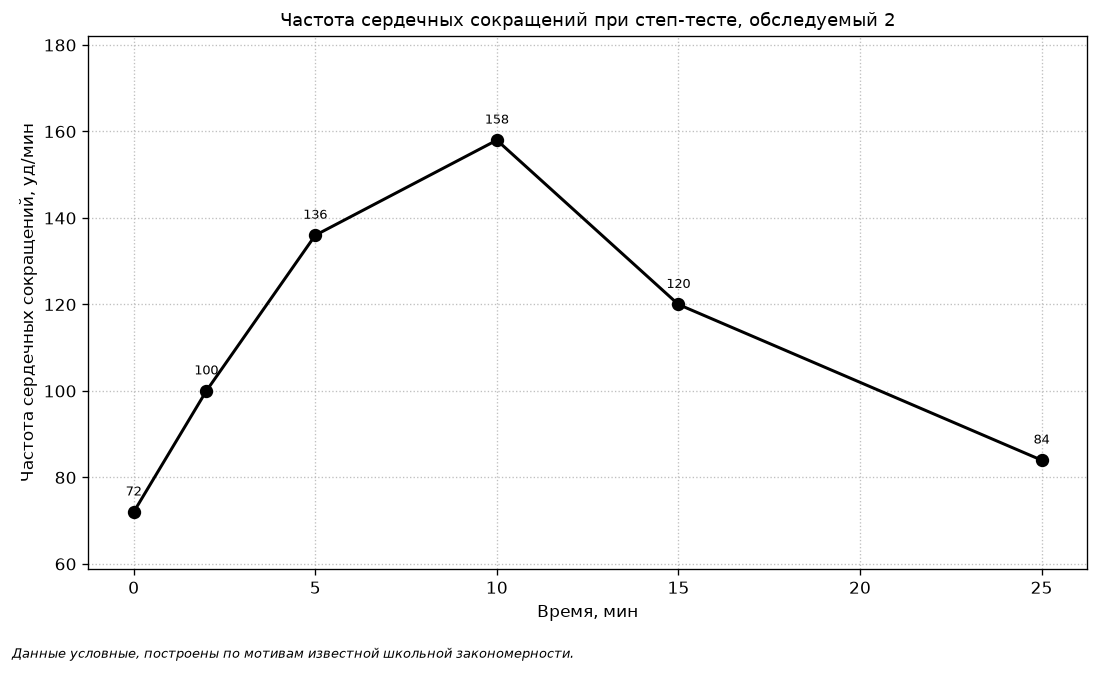 Частота сердечных сокращений при степ-тесте, обследуемый 2
Частота сердечных сокращений, уд/мин
180
160
140
120
100
80
60
72
100
136
158
120
84
0 5 10 15 20 25
Время, мин
Данные условные, построены по мотивам известной школьной закономерности.